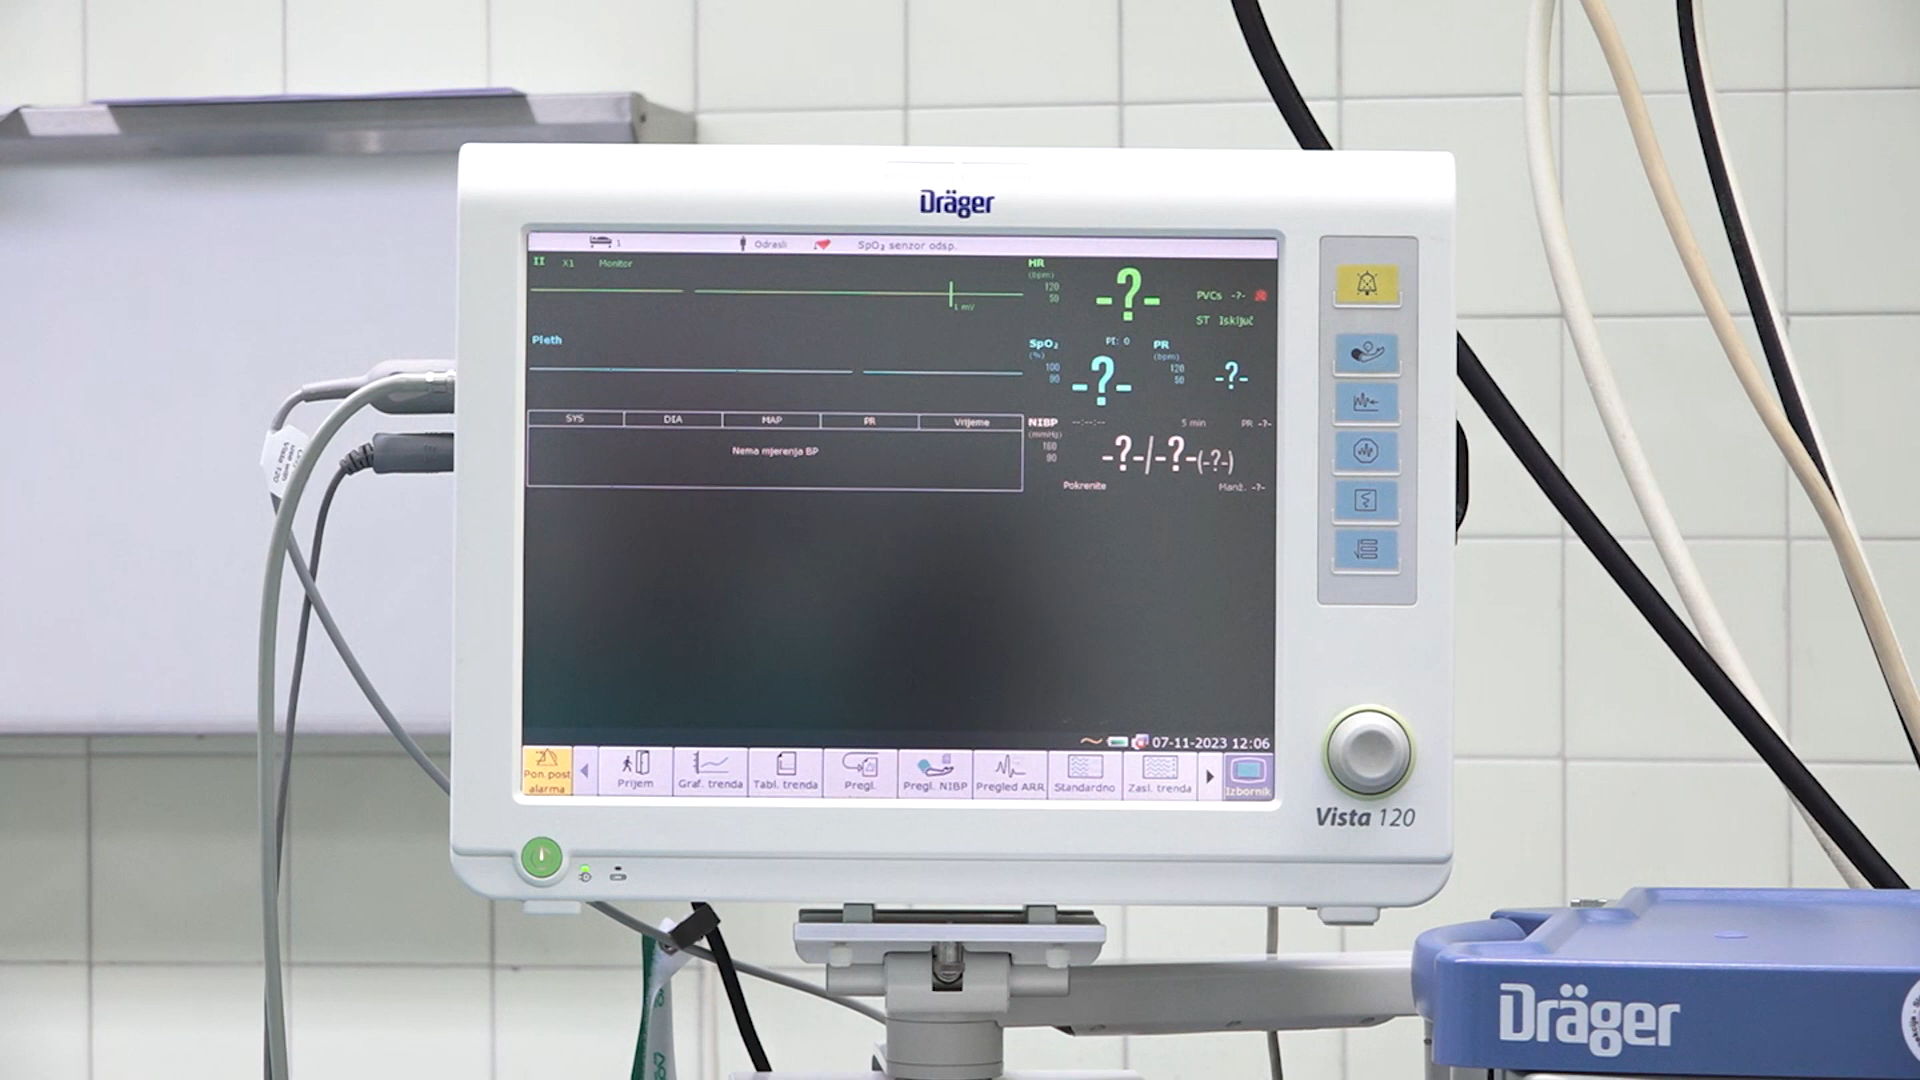 Dräger
1 Odrasli SpO₂ senzor odsp.
II X1 Monitor
1 mV
HR
(bpm)
120
50
-?-
PVCs -?-
ST Isključ
Pleth
SpO₂
(%)
100
90
PI: 0
-?-
PR
(bpm)
120
50
-?-
SYS DIA MAP PR Vrijeme
Nema mjerenja BP
NIBP --:--:-- 5 min PR -?-
(mmHg)
160
90
-?-/-?-(-?-)
Pokrenite Manž. -?-
07-11-2023 12:06
Pon. post
alarma
Prijem
Graf. trenda
Tabl. trenda
Pregl.
Pregl. NIBP
Pregled ARR
Standardno
Zasl. trenda
Izbornik
Vista 120
Dräger